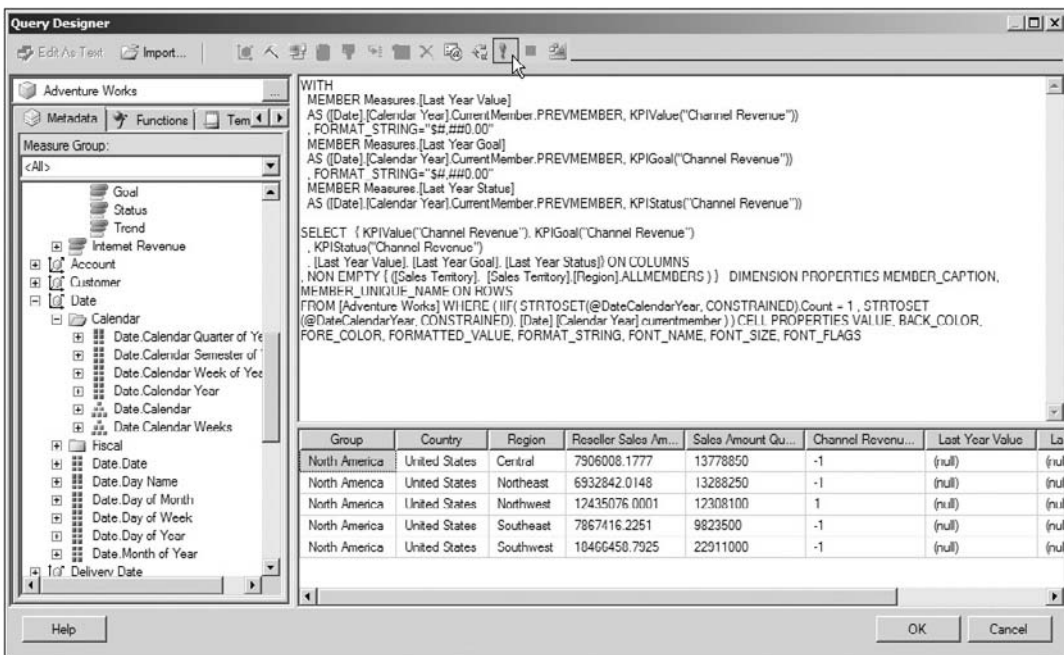 Query Designer
Edit As Text Import...
Adventure Works ...
Metadata Functions Tem
Measure Group:
<All>
Goal
Status
Trend
Internet Revenue
Account
Customer
Date
Calendar
Date.Calendar Quarter of Ye
Date.Calendar Semester of
Date.Calendar Week of Yea
Date.Calendar Year
Date.Calendar
Date.Calendar Weeks
Fiscal
Date.Date
Date.Day Name
Date.Day of Month
Date.Day of Week
Date.Day of Year
Date.Month of Year
Delivery Date
WITH
MEMBER Measures.[Last Year Value]
AS ([Date].[Calendar Year].CurrentMember.PREVMEMBER, KPIValue("Channel Revenue"))
, FORMAT_STRING="$#,##0.00"
MEMBER Measures.[Last Year Goal]
AS ([Date].[Calendar Year].CurrentMember.PREVMEMBER, KPIGoal("Channel Revenue"))
, FORMAT_STRING="$#,##0.00"
MEMBER Measures.[Last Year Status]
AS ([Date].[Calendar Year].CurrentMember.PREVMEMBER, KPIStatus("Channel Revenue"))
SELECT { KPIValue("Channel Revenue"), KPIGoal("Channel Revenue")
, KPIStatus("Channel Revenue")
, [Last Year Value], [Last Year Goal], [Last Year Status]} ON COLUMNS
, NON EMPTY { ([Sales Territory]. [Sales Territory].[Region].ALLMEMBERS ) } DIMENSION PROPERTIES MEMBER_CAPTION,
MEMBER_UNIQUE_NAME ON ROWS
FROM [Adventure Works] WHERE ( IIF( STRTOSET(@DateCalendarYear, CONSTRAINED).Count = 1 , STRTOSET
(@DateCalendarYear, CONSTRAINED), [Date].[Calendar Year].currentmember ) ) CELL PROPERTIES VALUE, BACK_COLOR,
FORE_COLOR, FORMATTED_VALUE, FORMAT_STRING, FONT_NAME, FONT_SIZE, FONT_FLAGS
Group Country Region Reseller Sales Am... Sales Amount Qu... Channel Revenu... Last Year Value La
North America United States Central 7906008.1777 13778850 -1 (null) (nul
North America United States Northeast 6932842.0148 13288250 -1 (null) (nul
North America United States Northwest 12435076.0001 12308100 1 (null) (nul
North America United States Southeast 7867416.2251 9823500 -1 (null) (nul
North America United States Southwest 18466458.7925 22911000 -1 (null) (nul
Help OK Cancel